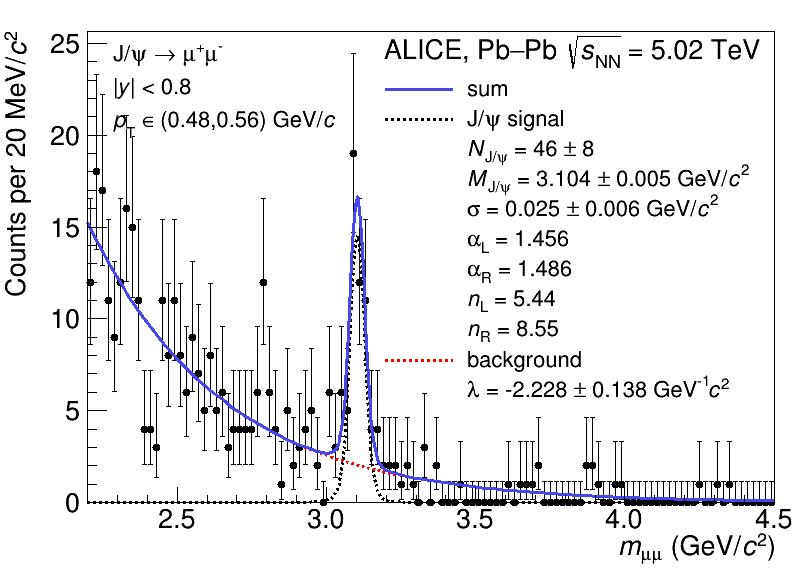 ALICE, Pb–Pb √sNN = 5.02 TeV
J/ψ → μ+μ-
|y| < 0.8
pT ∈ (0.48,0.56) GeV/c
sum
J/ψ signal
NJ/ψ = 46 ± 8
MJ/ψ = 3.104 ± 0.005 GeV/c2
σ = 0.025 ± 0.006 GeV/c2
αL = 1.456
αR = 1.486
nL = 5.44
nR = 8.55
background
λ = -2.228 ± 0.138 GeV-1c2
Counts per 20 MeV/c2
25
20
15
10
5
0
2.5 3.0 3.5 4.0 4.5
mμμ (GeV/c2)